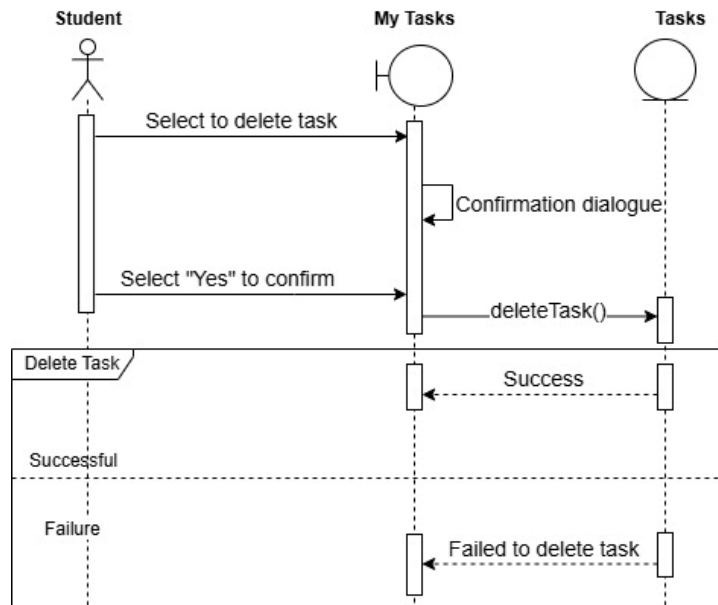 Student
My Tasks
Tasks
Select to delete task
Confirmation dialogue
Select "Yes" to confirm
deleteTask()
Delete Task
Success
Successful
Failure
Failed to delete task